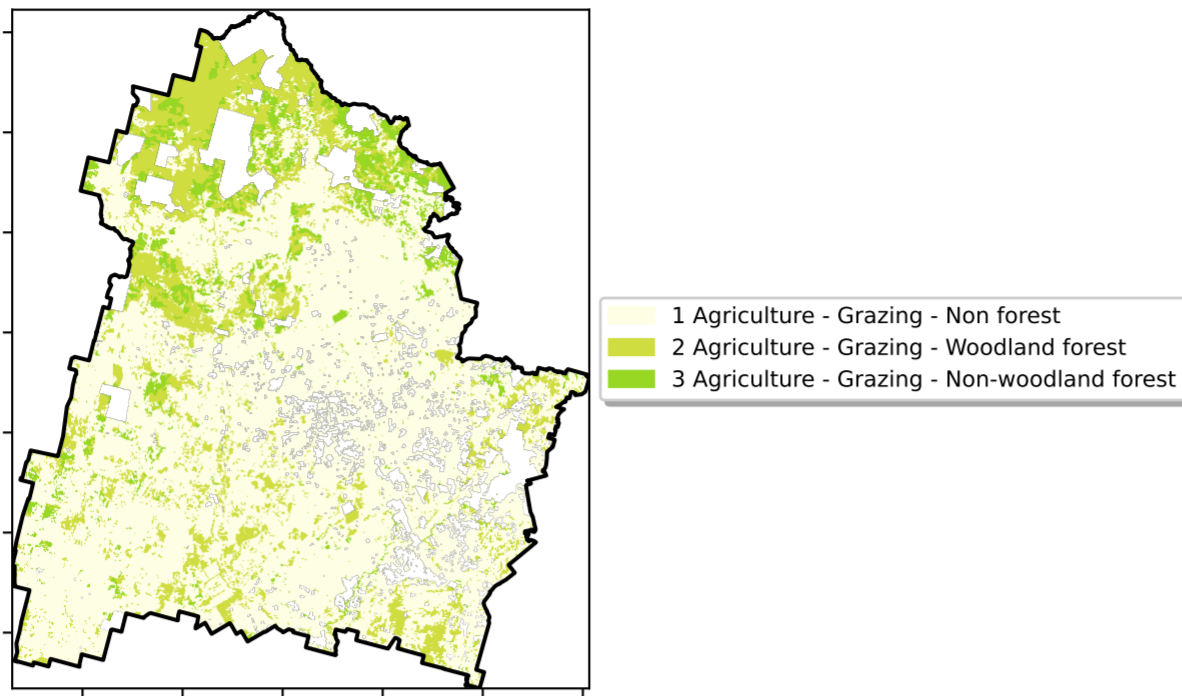 1 Agriculture - Grazing - Non forest
2 Agriculture - Grazing - Woodland forest
3 Agriculture - Grazing - Non-woodland forest